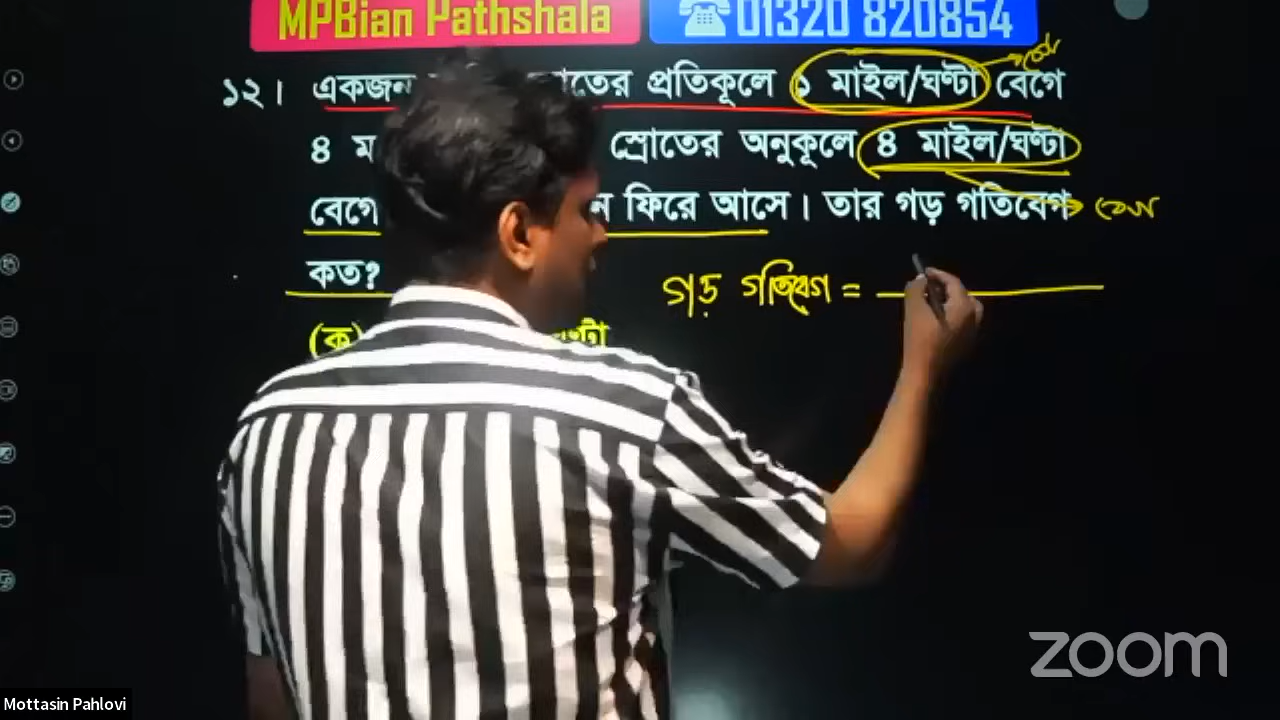 MPBian Pathshala ☎01320 820854
১২। একজন তের প্রতিকূলে ১ মাইল/ঘণ্টা বেগে
৪ ম স্রোতের অনুকূলে ৪ মাইল/ঘণ্টা
বেগে ন ফিরে আসে। তার গড় গতিবেগ
কত? গড় গতিবেগ =
(ক)
zoom
Mottasin Pahlovi